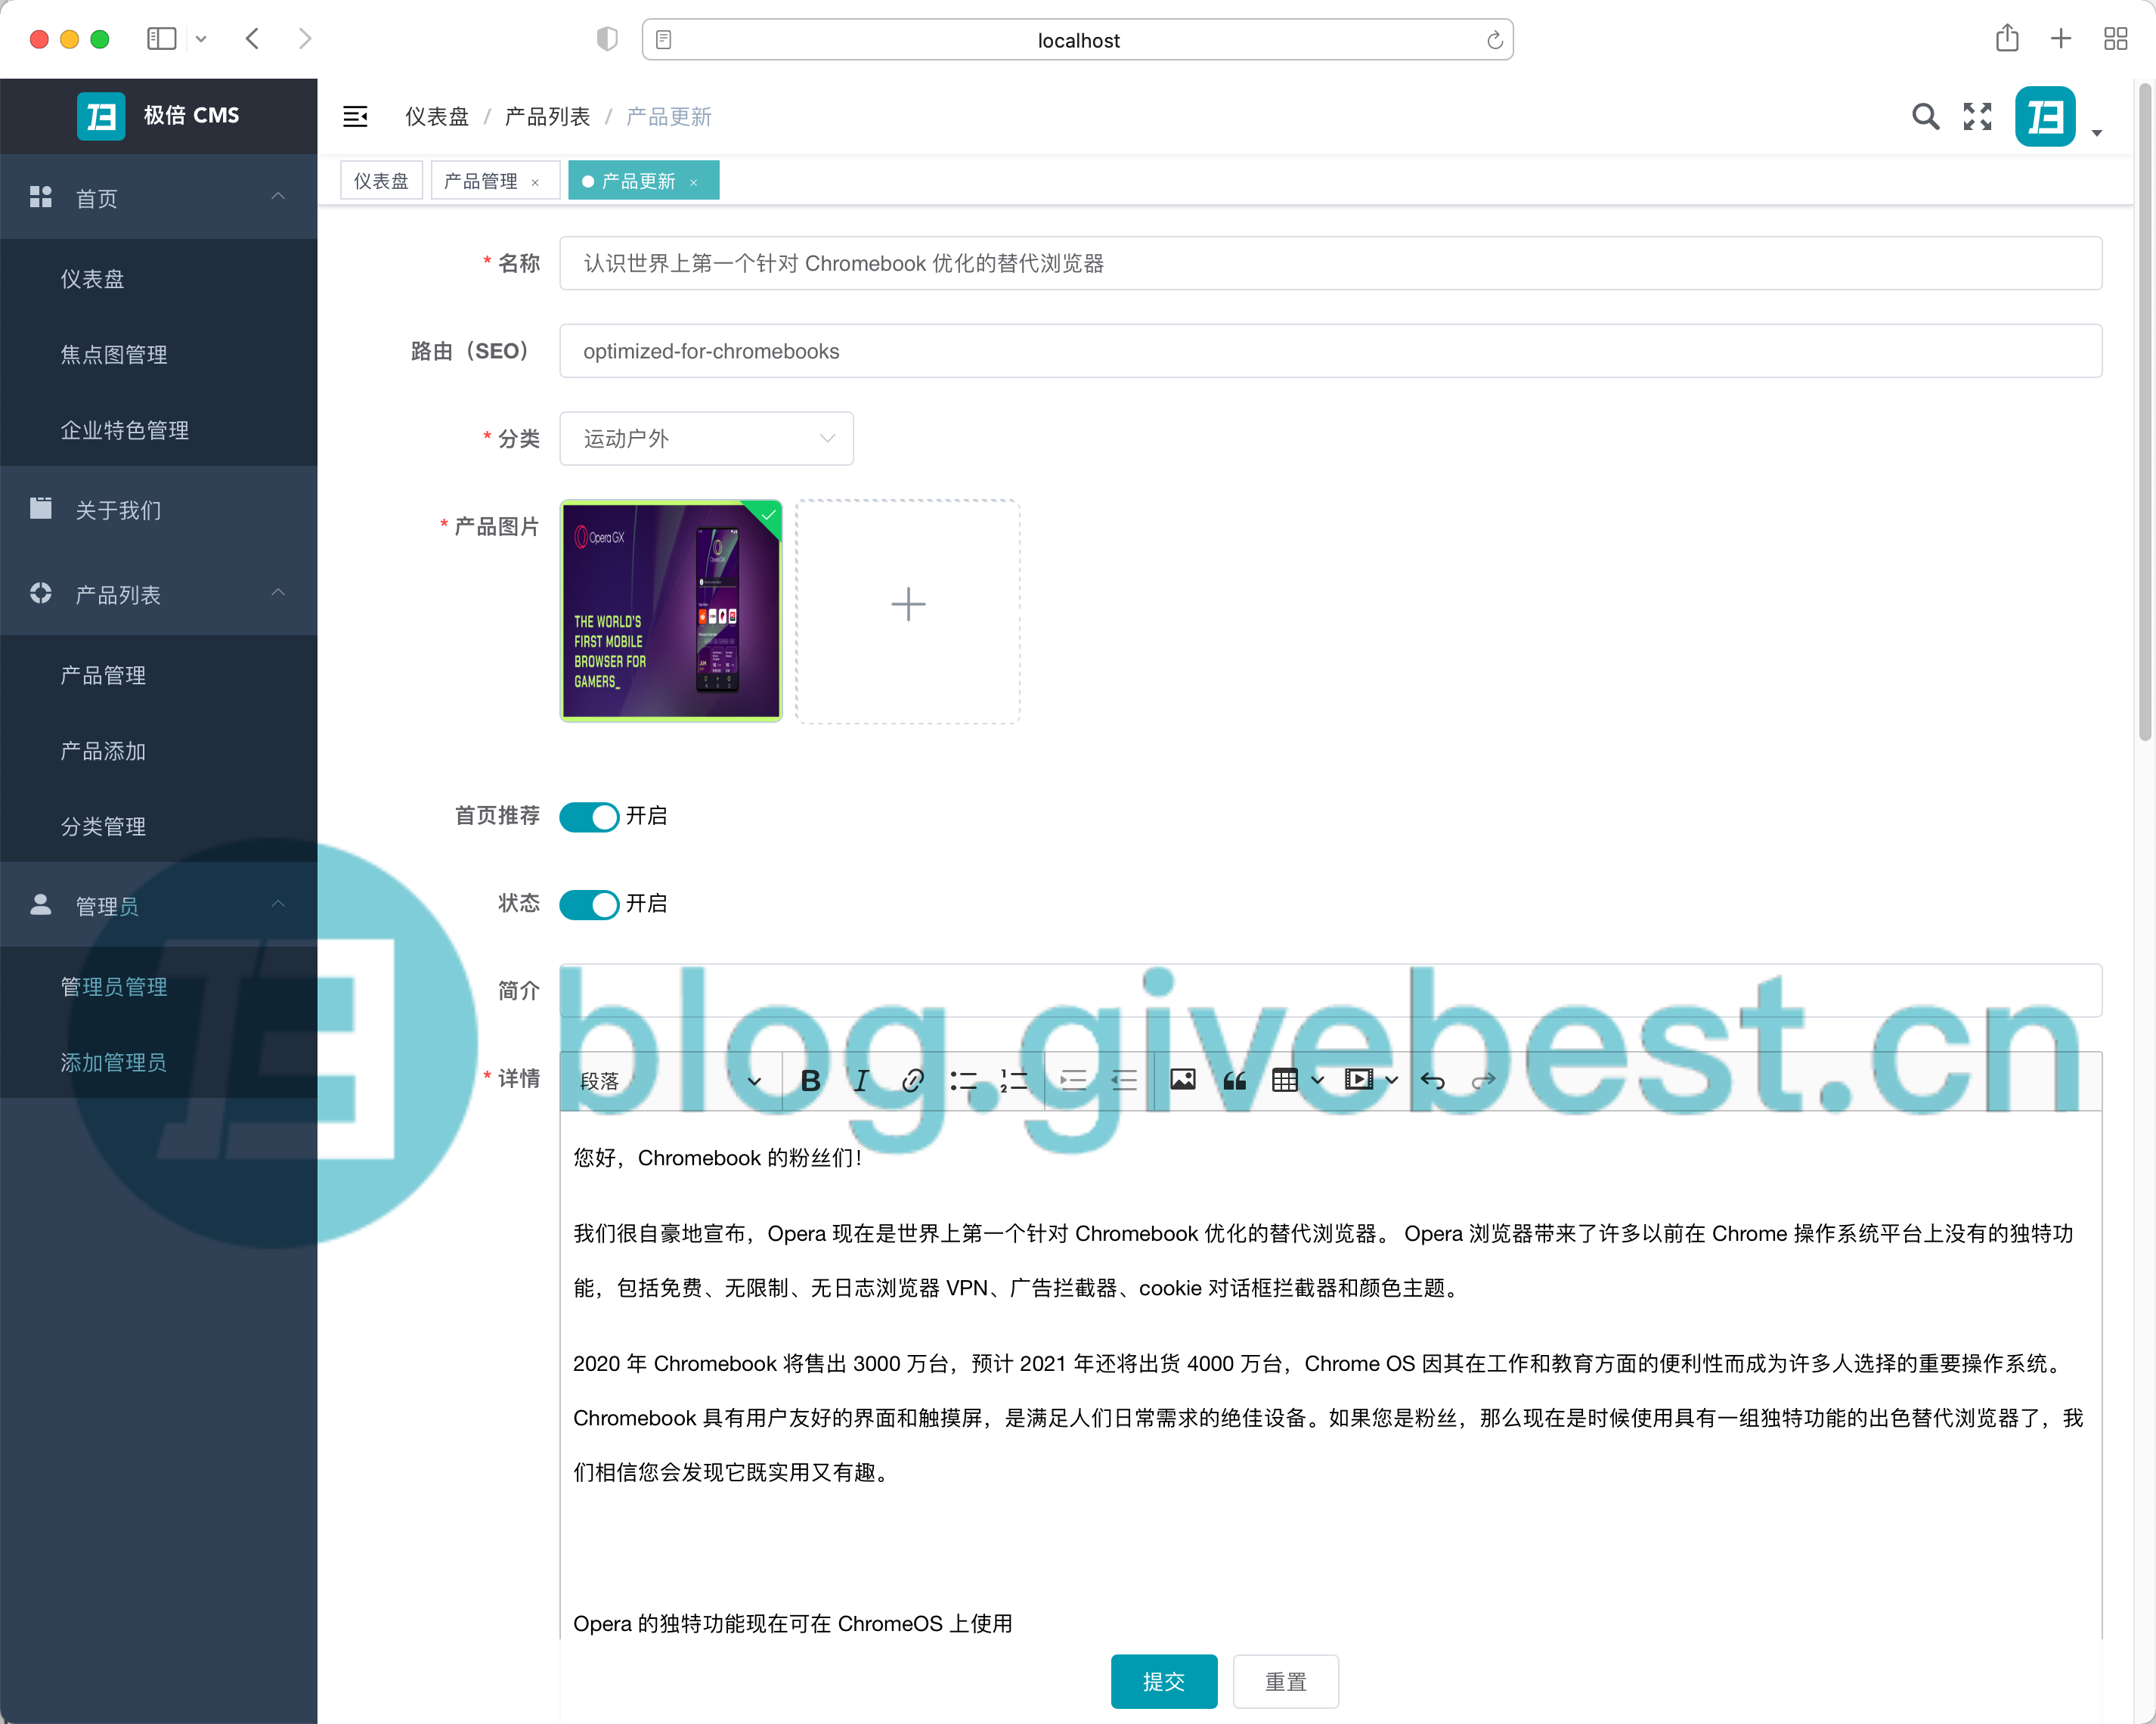 localhost
极倍 CMS
仪表盘 / 产品列表 / 产品更新
仪表盘
产品管理 ×
产品更新 ×
首页
仪表盘
焦点图管理
企业特色管理
关于我们
产品列表
产品管理
产品添加
分类管理
管理员
管理员管理
添加管理员
* 名称
认识世界上第一个针对 Chromebook 优化的替代浏览器
路由（SEO）
optimized-for-chromebooks
* 分类
运动户外
* 产品图片
Opera GX
THE WORLD'S
FIRST MOBILE
BROWSER FOR
GAMERS_
首页推荐
开启
状态
开启
简介
blog.givebest.cn
* 详情
段落
您好，Chromebook 的粉丝们！
我们很自豪地宣布，Opera 现在是世界上第一个针对 Chromebook 优化的替代浏览器。 Opera 浏览器带来了许多以前在 Chrome 操作系统平台上没有的独特功
能，包括免费、无限制、无日志浏览器 VPN、广告拦截器、cookie 对话框拦截器和颜色主题。
2020 年 Chromebook 将售出 3000 万台，预计 2021 年还将出货 4000 万台，Chrome OS 因其在工作和教育方面的便利性而成为许多人选择的重要操作系统。
Chromebook 具有用户友好的界面和触摸屏，是满足人们日常需求的绝佳设备。如果您是粉丝，那么现在是时候使用具有一组独特功能的出色替代浏览器了，我
们相信您会发现它既实用又有趣。
Opera 的独特功能现在可在 ChromeOS 上使用
提交
重置